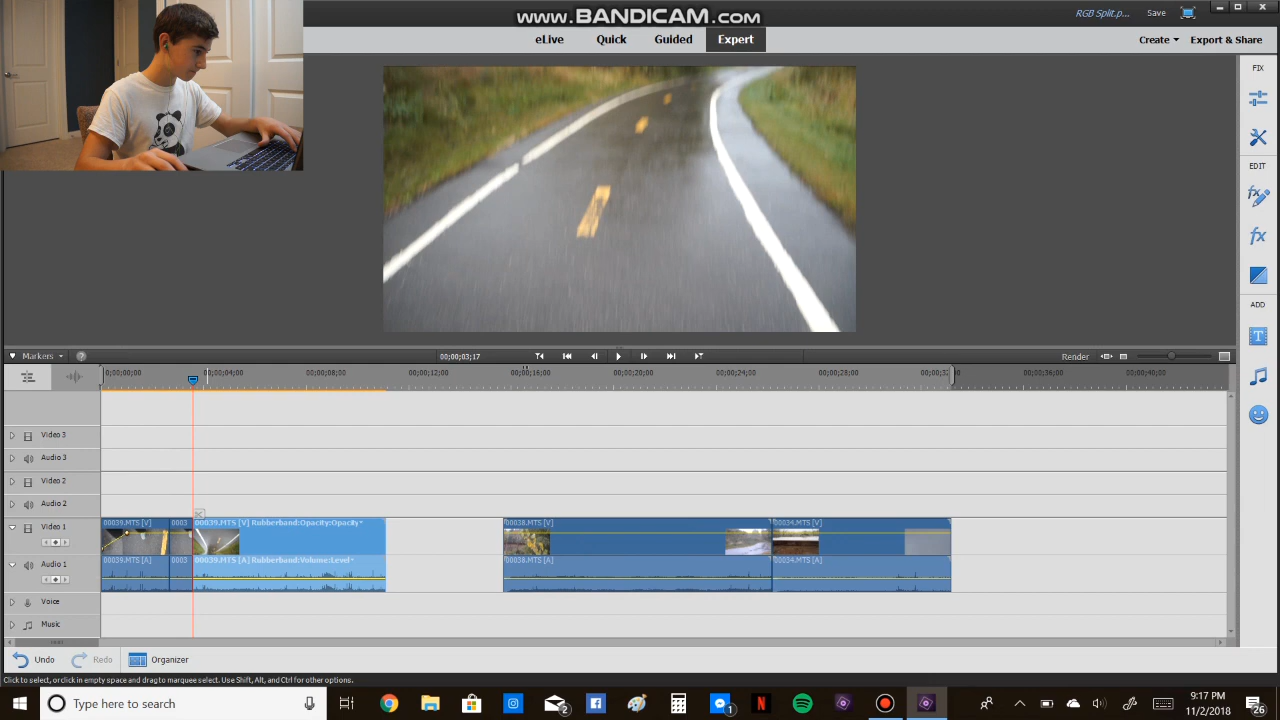 www.BANDICAM.com
RGB Split.p...
Save
eLive
Quick
Guided
Expert
Create
Export & Share
FIX
EDIT
ADD
Markers
00;00;03;17
Render
0;00;00;00
00;00;04;00
00;00;08;00
00;00;12;00
00;00;16;00
00;00;20;00
00;00;24;00
00;00;28;00
00;00;32
00;00;36;00
00;00;40;00
Video 3
Audio 3
Video 2
Audio 2
Video 1
00039.MTS [V]
0003
00039.MTS [V] Rubberband:Opacity:Opacity
00038.MTS [V]
00034.MTS [V]
Audio 1
00039.MTS [A]
0003
00039.MTS [A] Rubberband:Volume:Level
00038.MTS [A]
00034.MTS [A]
Voice
Music
Undo
Redo
Organizer
Click to select, or click in empty space and drag to marquee select. Use Shift, Alt, and Ctrl for other options.
Type here to search
2
1
9:17 PM
11/2/2018
26